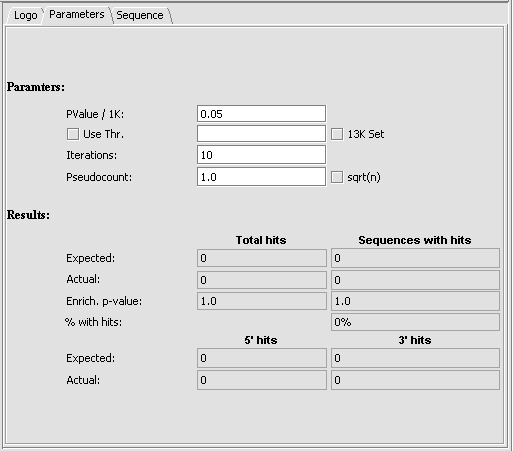 Logo Parameters Sequence
Paramters:
PValue / 1K: 0.05
Use Thr. 13K Set
Iterations: 10
Pseudocount: 1.0 sqrt(n)
Results:
Total hits Sequences with hits
Expected: 0 0
Actual: 0 0
Enrich. p-value: 1.0 1.0
% with hits: 0%
5' hits 3' hits
Expected: 0 0
Actual: 0 0